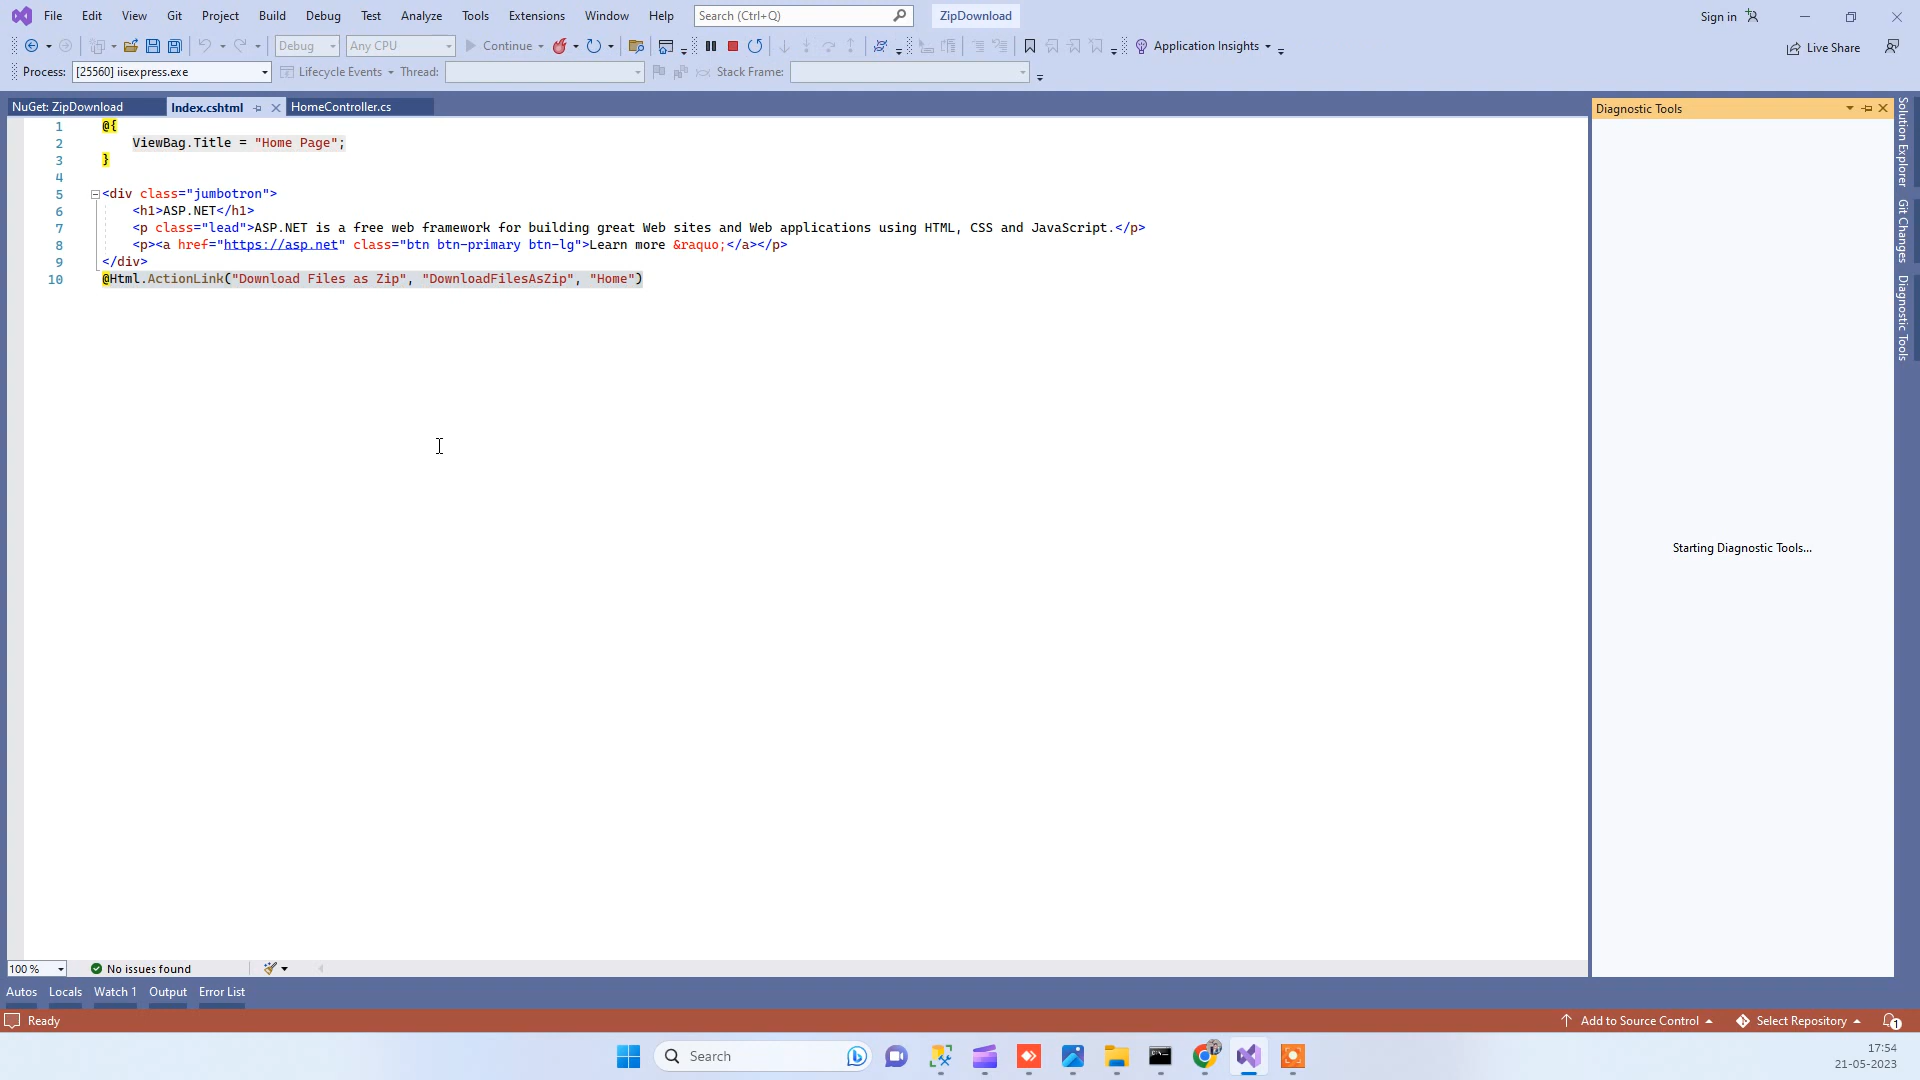 File Edit View Git Project Build Debug Test Analyze Tools Extensions Window Help Search (Ctrl+Q) ZipDownload Sign in
Debug Any CPU Continue Application Insights Live Share
Process: [25560] iisexpress.exe Lifecycle Events Thread: Stack Frame:
NuGet: ZipDownload Index.cshtml HomeController.cs Diagnostic Tools
1 @{
2 ViewBag.Title = "Home Page";
3 }
4
5 <div class="jumbotron">
6 <h1>ASP.NET</h1>
7 <p class="lead">ASP.NET is a free web framework for building great Web sites and Web applications using HTML, CSS and JavaScript.</p>
8 <p><a href="https://asp.net" class="btn btn-primary btn-lg">Learn more &raquo;</a></p>
9 </div>
10 @Html.ActionLink("Download Files as Zip", "DownloadFilesAsZip", "Home")
Starting Diagnostic Tools...
Solution Explorer
Git Changes
Diagnostic Tools
100 % No issues found
Autos Locals Watch 1 Output Error List
Ready Add to Source Control Select Repository 1
Search
17:54
21-05-2023